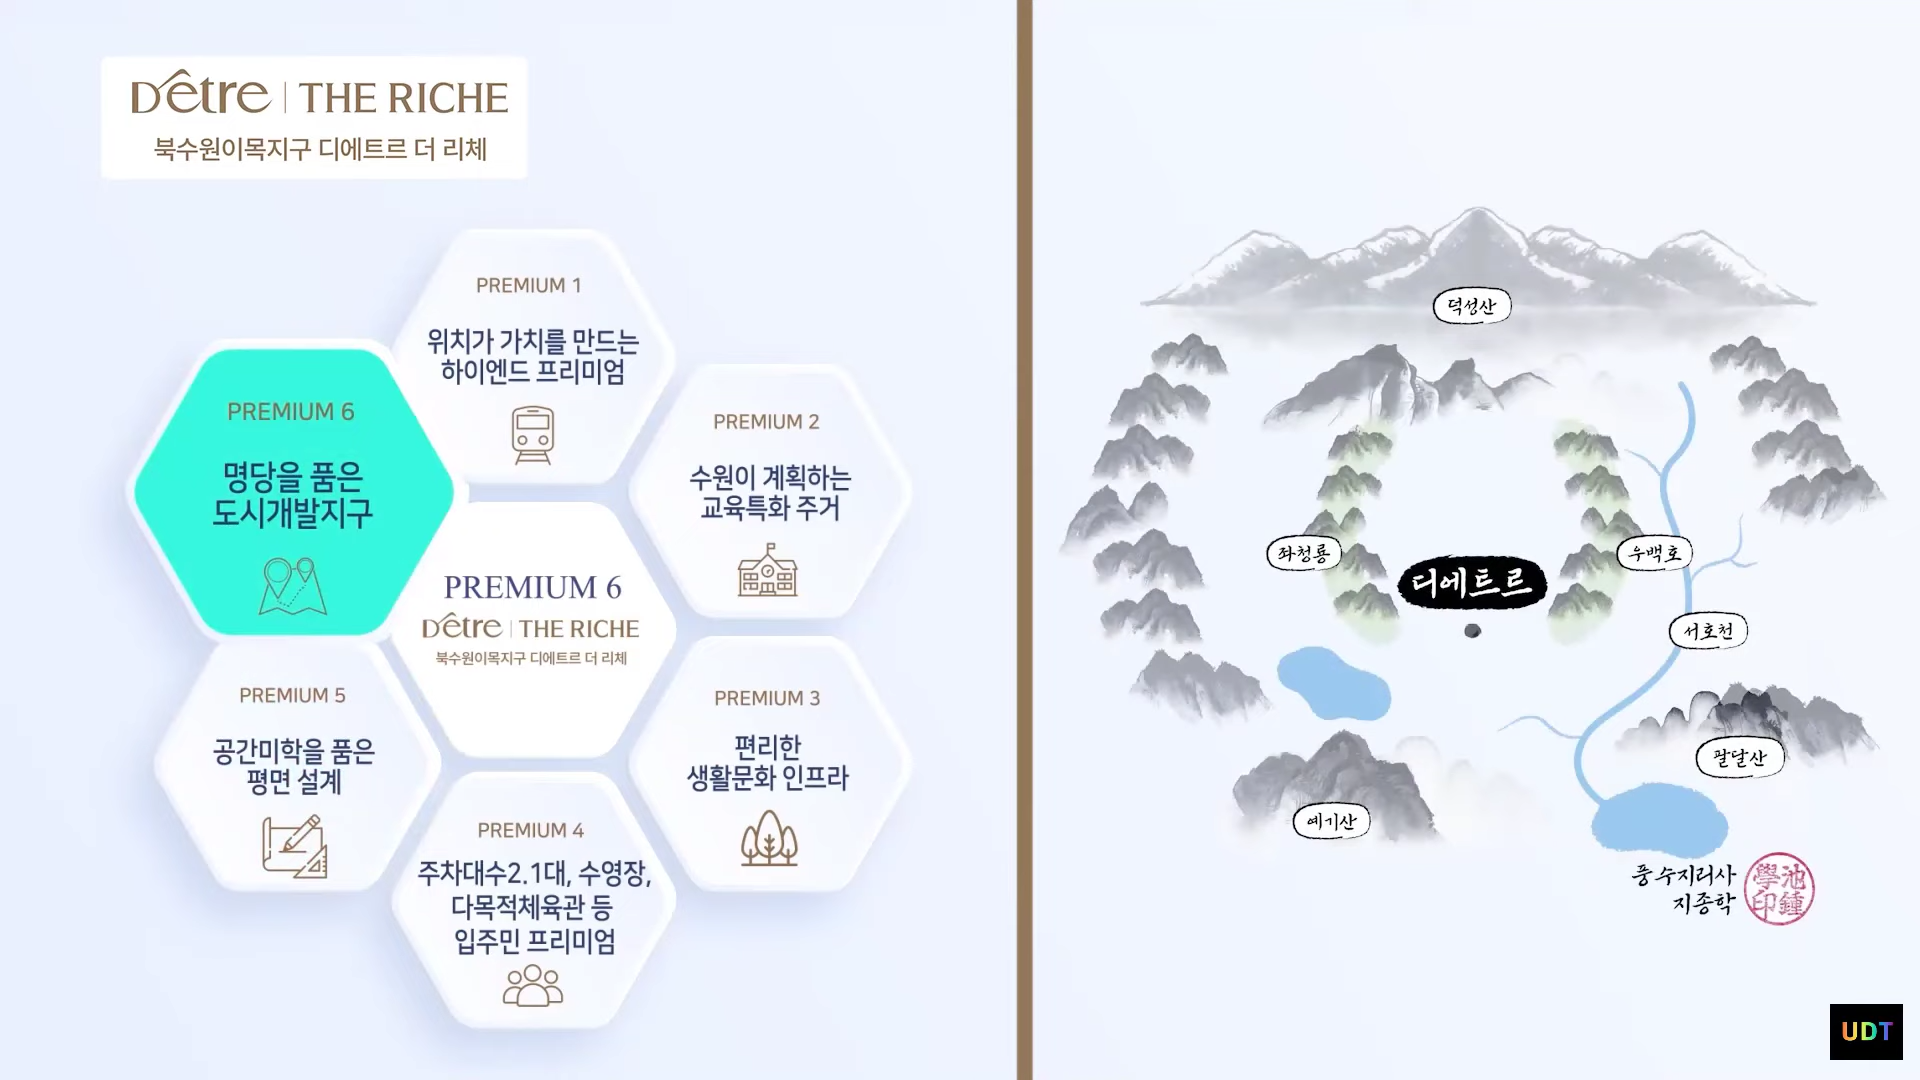 Dêtre | THE RICHE
북수원이목지구 디에트르 더 리체
PREMIUM 1
위치가 가치를 만드는
하이엔드 프리미엄
PREMIUM 2
수원이 계획하는
교육특화 주거
PREMIUM 3
편리한
생활문화 인프라
PREMIUM 4
주차대수2.1대, 수영장,
다목적체육관 등
입주민 프리미엄
PREMIUM 5
공간미학을 품은
평면 설계
PREMIUM 6
명당을 품은
도시개발지구
PREMIUM 6
Dêtre | THE RICHE
북수원이목지구 디에트르 더 리체
덕성산
좌청룡
우백호
디에트르
서호천
팔달산
예기산
풍수지리사
지종학
學池
印鍾
UDT